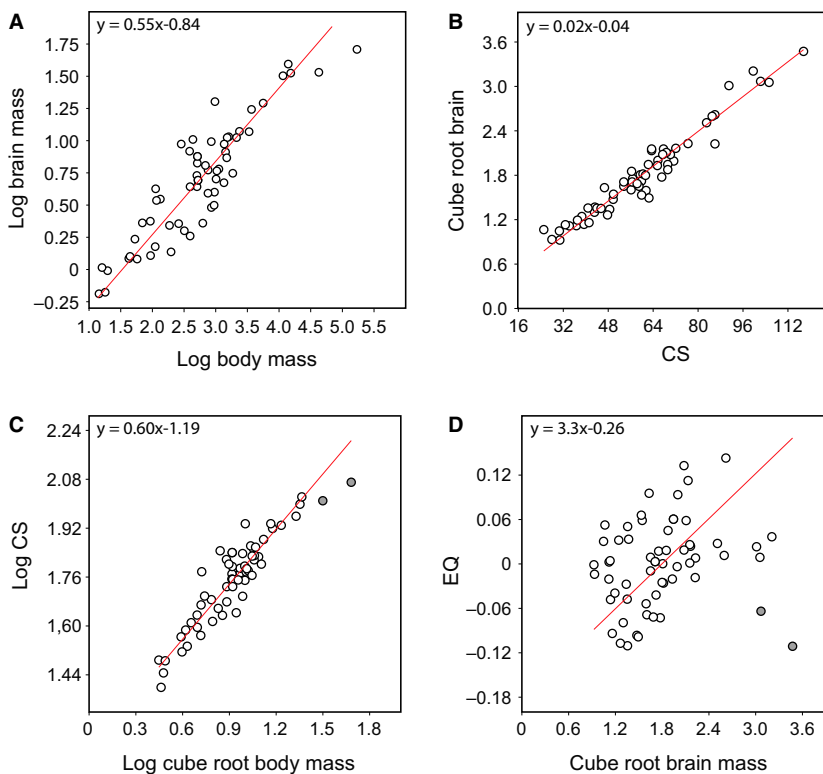 A
y = 0.55x-0.84
Log brain mass
1.75
1.50
1.25
1.00
0.75
0.50
0.25
0
−0.25
1.0 1.5 2.0 2.5 3.0 3.5 4.0 4.5 5.5
Log body mass
B
y = 0.02x-0.04
Cube root brain
3.6
3.0
2.4
1.8
1.2
0.6
0.0
16 32 48 64 80 96 112
CS
C
y = 0.60x-1.19
Log CS
2.24
2.08
1.92
1.76
1.60
1.44
0 0.3 0.6 0.9 1.2 1.5 1.8
Log cube root body mass
D
y = 3.3x-0.26
EQ
0.12
0.06
0
−0.06
−0.12
−0.18
0 0.6 1.2 1.8 2.4 3.0 3.6
Cube root brain mass